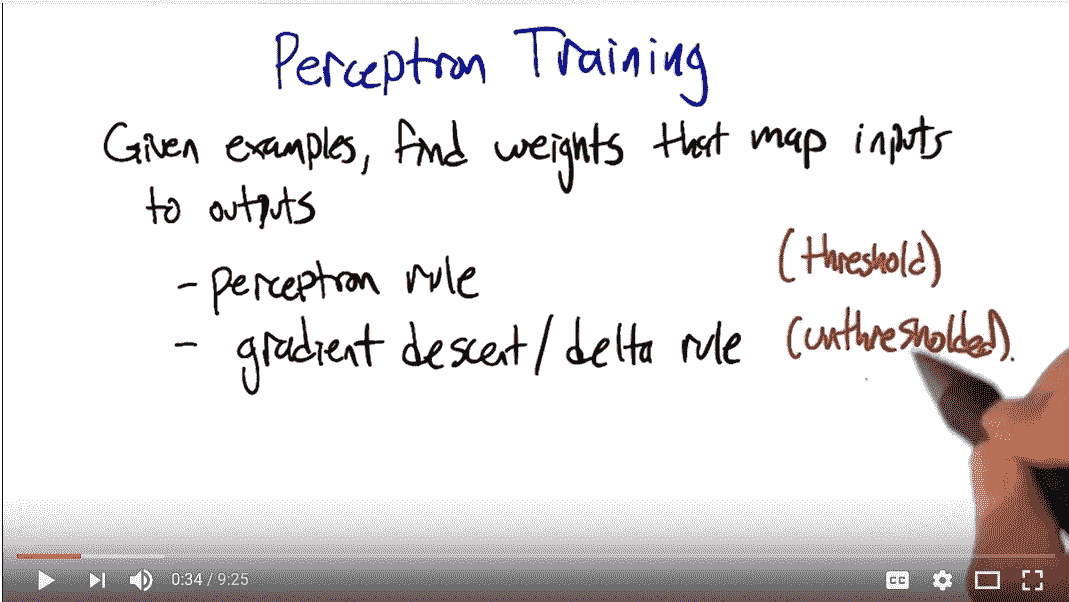 Perceptron Training
Given examples, find weights that map inputs
to outputs
- perceptron rule (threshold)
- gradient descent / delta rule (unthresholded).
0:34 / 9:25
CC